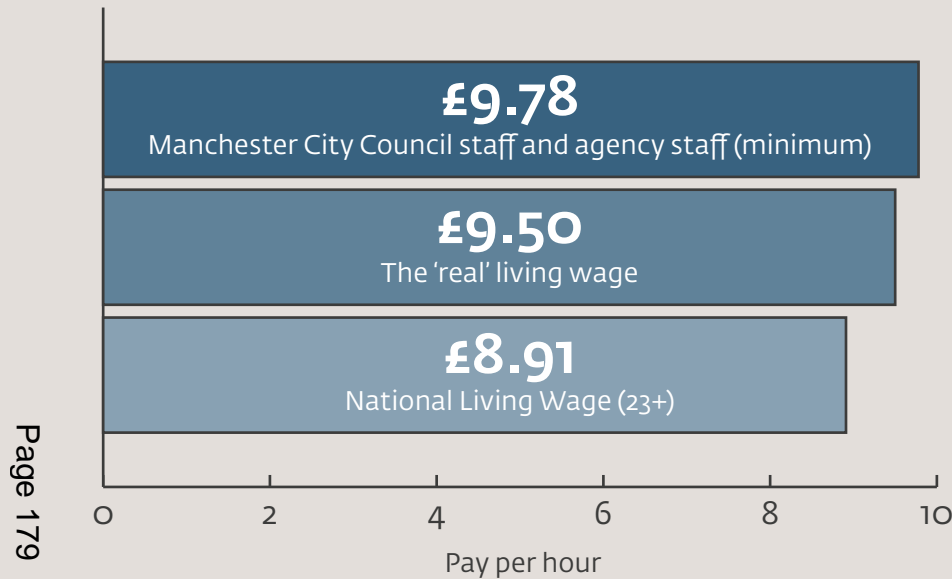 £9.78
Manchester City Council staff and agency staff (minimum)
£9.50
The ‘real’ living wage
£8.91
National Living Wage (23+)
0 2 4 6 8 10
Pay per hour
Page 179